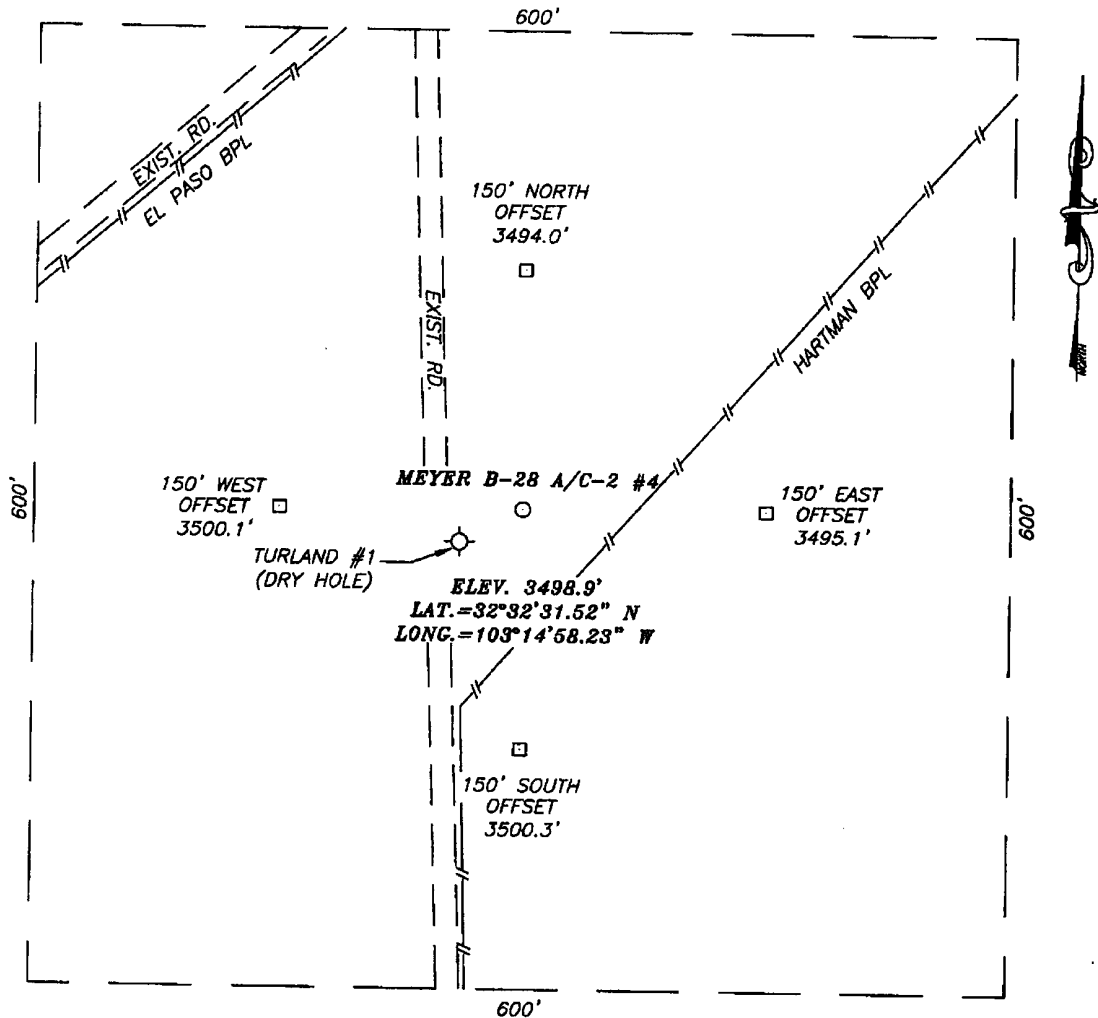 600'
EXIST. RD.
EL PASO BPL
150' NORTH
OFFSET
3494.0'
EXIST. RD.
HARTMAN BPL
NORTH
600'
150' WEST
OFFSET
3500.1'
MEYER B-28 A/C-2 #4
150' EAST
OFFSET
3495.1'
600'
TURLAND #1
(DRY HOLE)
ELEV. 3498.9'
LAT.=32°32'31.52" N
LONG.=103°14'58.23" W
150' SOUTH
OFFSET
3500.3'
600'